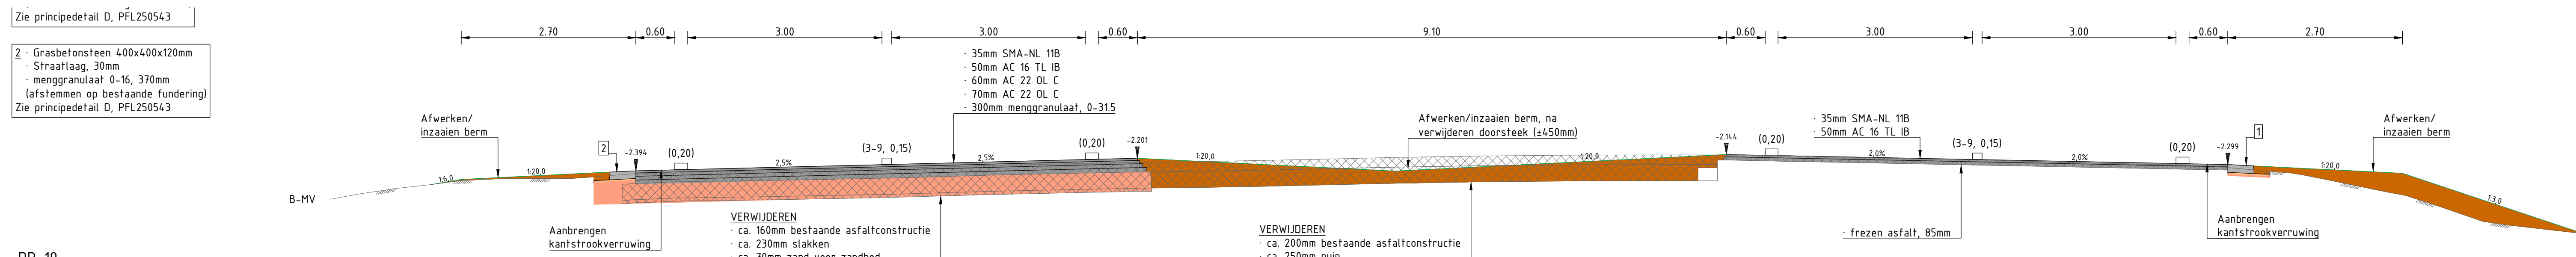 Zie principedetail D, PFL250543
2 · Grasbetonsteen 400x400x120mm
· Straatlaag, 30mm
· menggranulaat 0-16, 370mm
(afstemmen op bestaande fundering)
Zie principedetail D, PFL250543
2.70 0.60 3.00 3.00 0.60 9.10 0.60 3.00 3.00 0.60 2.70
· 35mm SMA-NL 11B
· 50mm AC 16 TL IB
· 60mm AC 22 OL C
· 70mm AC 22 OL C
· 300mm menggranulaat, 0-31.5
Afwerken/
inzaaien berm
Afwerken/inzaaien berm, na
verwijderen doorsteek (±450mm)
· 35mm SMA-NL 11B
· 50mm AC 16 TL IB
Afwerken/
inzaaien berm
2
-2.394
(0,20)
(3-9, 0,15)
(0,20)
-2.201
-2.144
(0,20)
(3-9, 0,15)
(0,20)
-2.299
1
1:6,0
1:20,0
2,5%
2,5%
1:20,0
1:20,0
2,0%
2,0%
1:20,0
1:3,0
B-MV
Aanbrengen
kantstrookverruwing
VERWIJDEREN
· ca. 160mm bestaande asfaltconstructie
· ca. 230mm slakken
· ca. 70mm zand voor zandbed
VERWIJDEREN
· ca. 200mm bestaande asfaltconstructie
· ca. 250mm puin
· frezen asfalt, 85mm
Aanbrengen
kantstrookverruwing